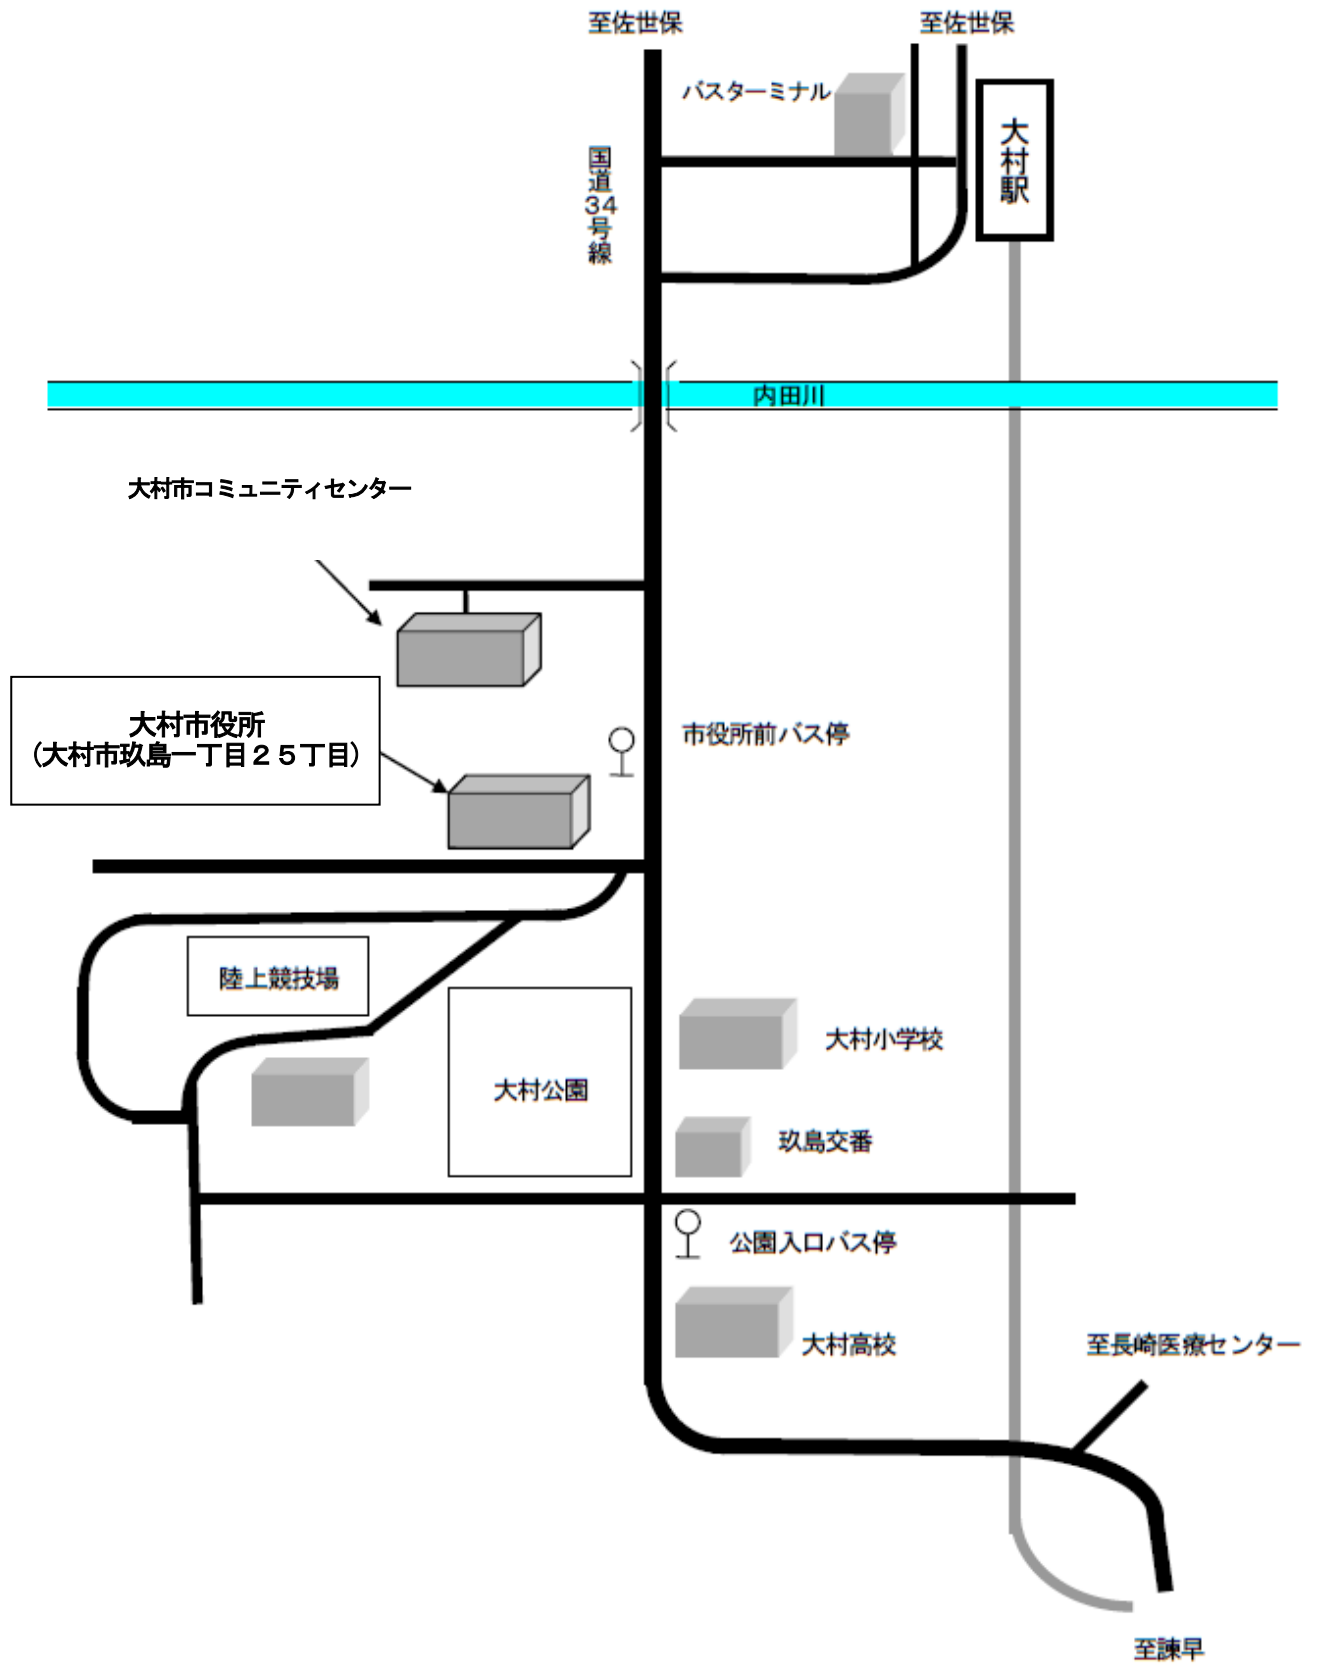 至佐世保
至佐世保
バスターミナル
大村駅
国道34号線
内田川
大村市コミュニティセンター
大村市役所
（大村市玖島一丁目２５丁目）
市役所前バス停
陸上競技場
大村公園
大村小学校
玖島交番
公園入口バス停
大村高校
至長崎医療センター
至諫早